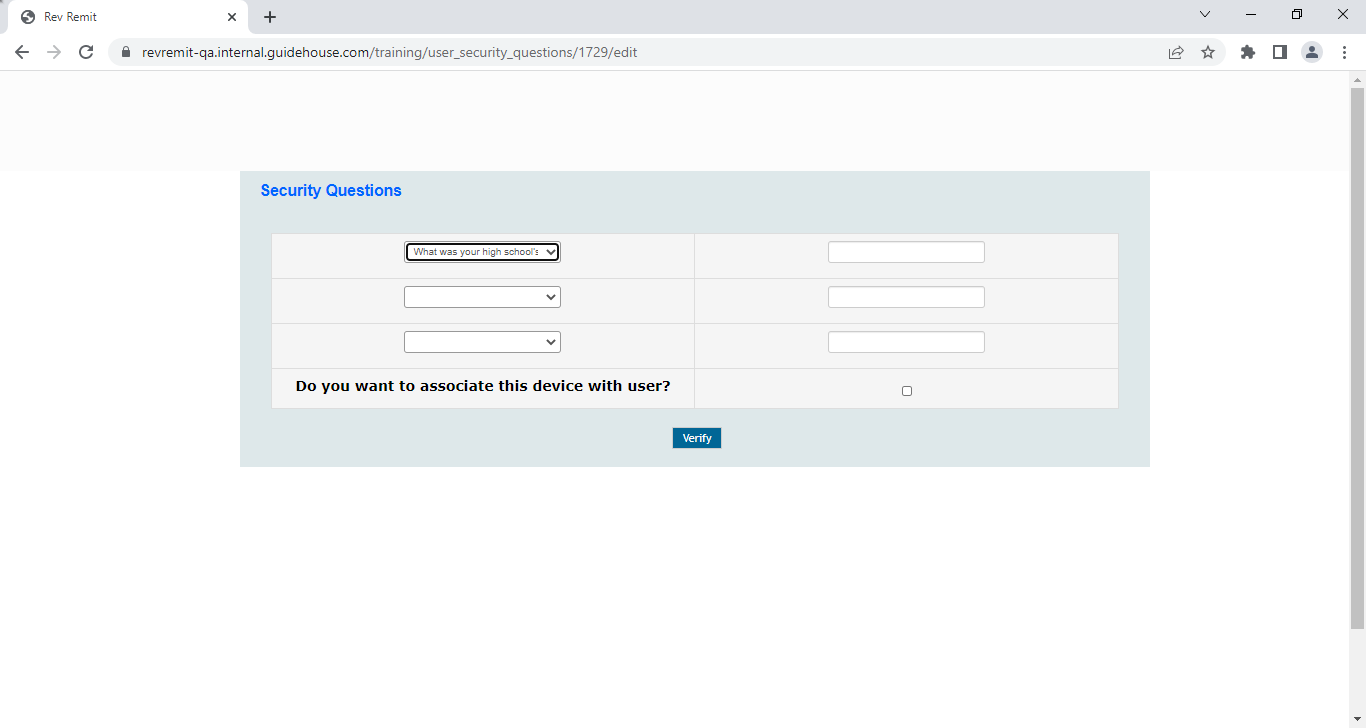 Rev Remit
revremit-qa.internal.guidehouse.com/training/user_security_questions/1729/edit
Security Questions
What was your high school's
Do you want to associate this device with user?
Verify